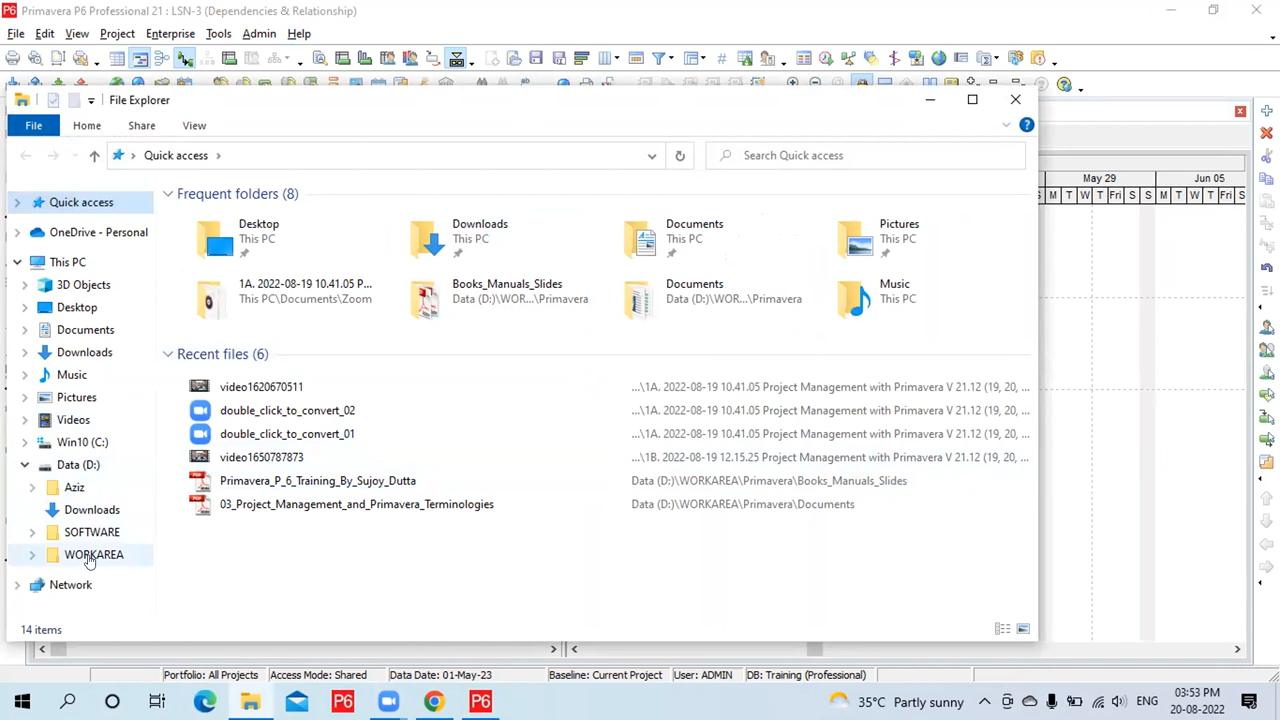 Primavera P6 Professional 21 : LSN-3 (Dependencies & Relationship)
File Edit View Project Enterprise Tools Admin Help
File Explorer
File Home Share View
Quick access
Search Quick access
Quick access
OneDrive - Personal
This PC
3D Objects
Desktop
Documents
Downloads
Music
Pictures
Videos
Win10 (C:)
Data (D:)
Aziz
Downloads
SOFTWARE
WORKAREA
Network
Frequent folders (8)
Desktop
This PC
Downloads
This PC
Documents
This PC
Pictures
This PC
1A. 2022-08-19 10.41.05 P...
This PC\Documents\Zoom
Books_Manuals_Slides
Data (D:)\WOR...\Primavera
Documents
Data (D:)\WOR...\Primavera
Music
This PC
Recent files (6)
video1620670511 ...\1A. 2022-08-19 10.41.05 Project Management with Primavera V 21.12 (19, 20, ...
double_click_to_convert_02 ...\1A. 2022-08-19 10.41.05 Project Management with Primavera V 21.12 (19, 20, ...
double_click_to_convert_01 ...\1A. 2022-08-19 10.41.05 Project Management with Primavera V 21.12 (19, 20, ...
video1650787873 ...\1B. 2022-08-19 12.15.25 Project Management with Primavera V 21.12 (19, 20, ...
Primavera_P_6_Training_By_Sujoy_Dutta Data (D:)\WORKAREA\Primavera\Books_Manuals_Slides
03_Project_Management_and_Primavera_Terminologies Data (D:)\WORKAREA\Primavera\Documents
14 items
May 29 Jun 05
S M T W T Fri S S M T W T Fri S
Portfolio: All Projects Access Mode: Shared Data Date: 01-May-23 Baseline: Current Project User: ADMIN DB: Training (Professional)
35°C Partly sunny ENG
03:53 PM
20-08-2022